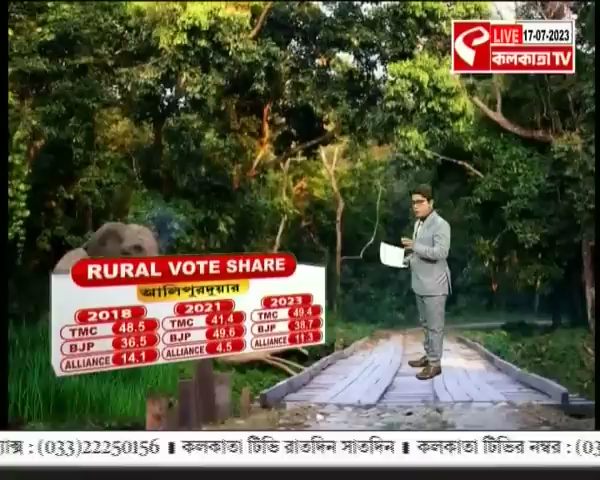 LIVE 17-07-2023
কলকাতা TV
RURAL VOTE SHARE
আলিপুরদুয়ার
2018 2021 2023
TMC 48.5 TMC 41.4 TMC 49.4
BJP 36.5 BJP 49.6 BJP 38.7
ALLIANCE 14.1 ALLIANCE 4.5 ALLIANCE 11.3
: (033)22250156 কলকাতা টিভি রাতদিন সাতদিন কলকাতা টিভির নম্বর : (03